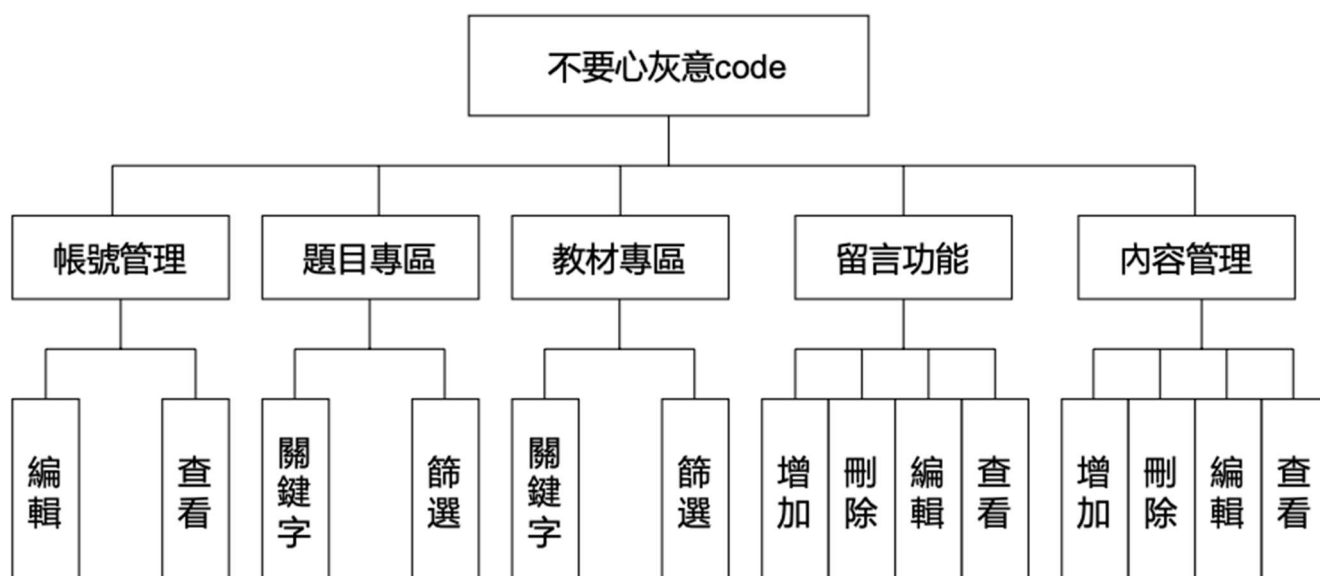 不要心灰意code
帳號管理
題目專區
教材專區
留言功能
內容管理
編輯
查看
關鍵字
篩選
關鍵字
篩選
增加
刪除
編輯
查看
增加
刪除
編輯
查看